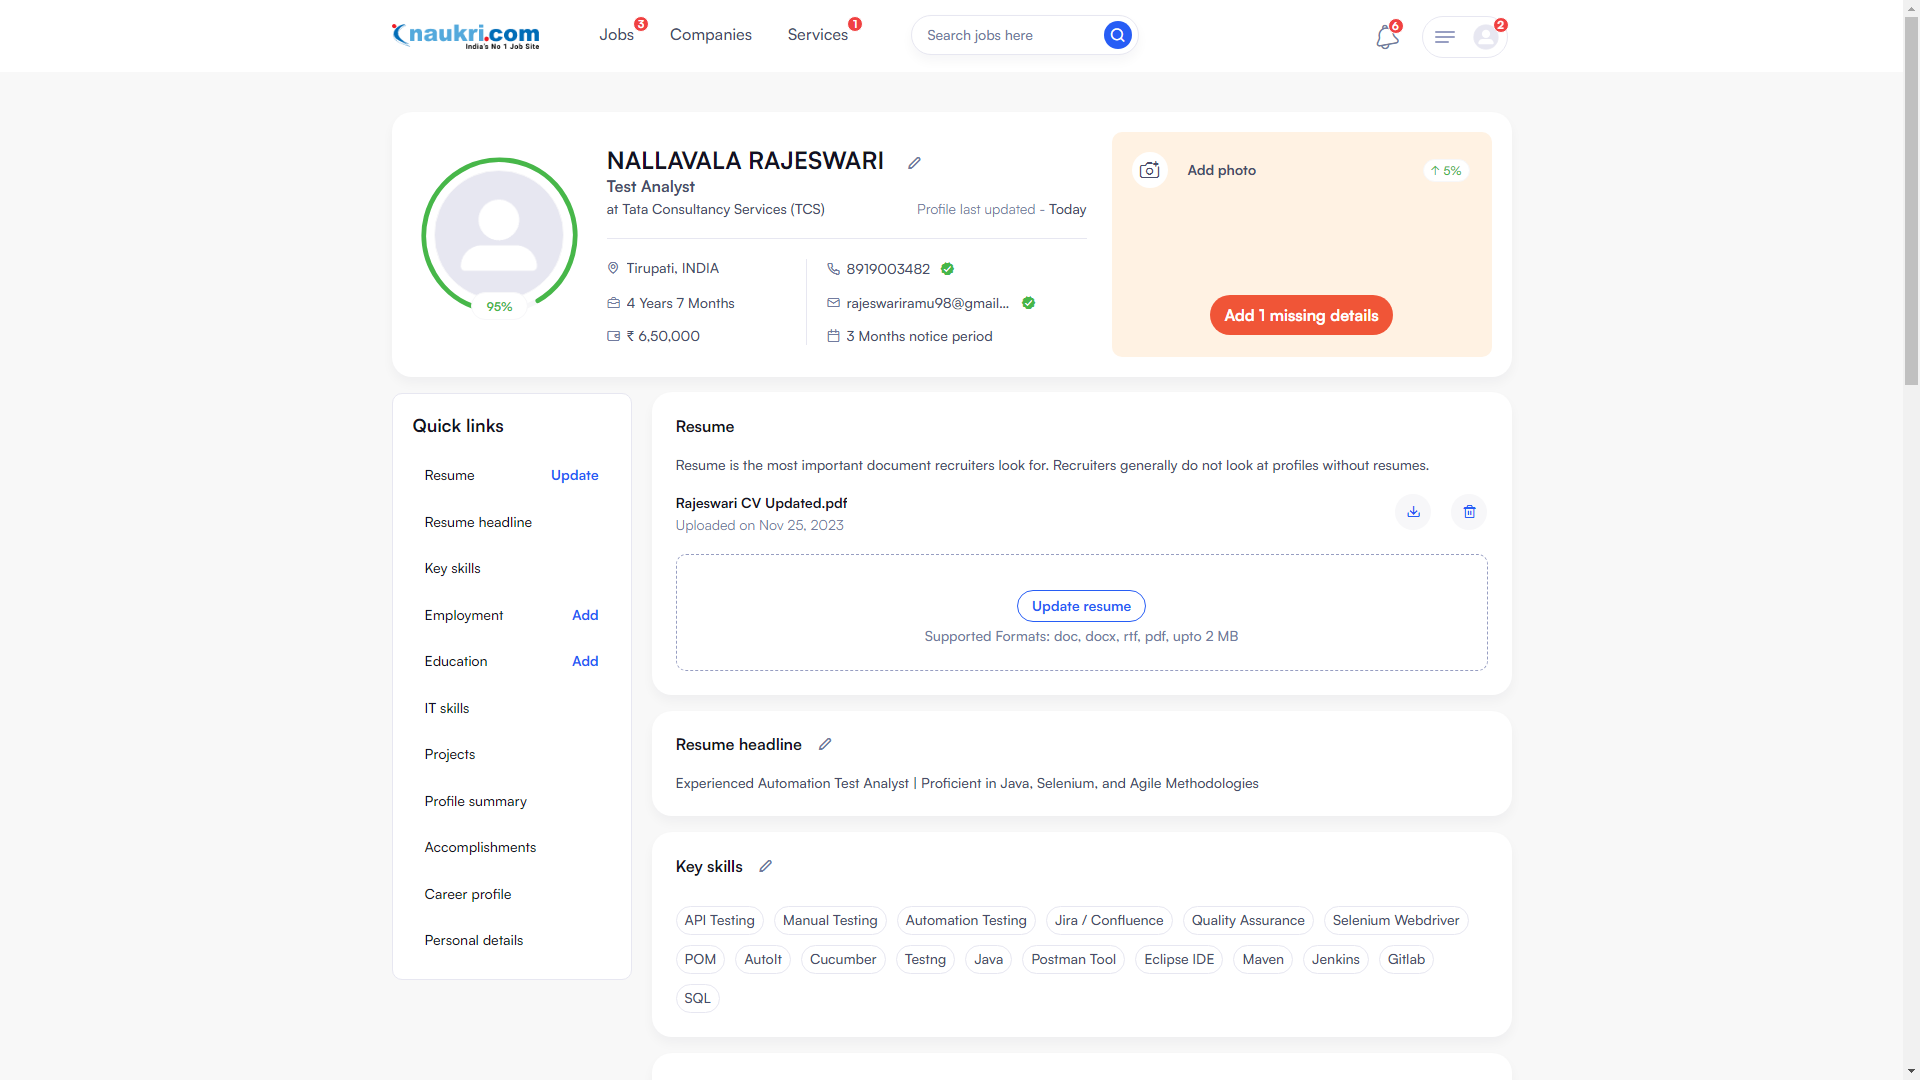 naukri.com
India's No 1 Job Site
Jobs 3
Companies
Services 1
Search jobs here
6
2
NALLAVALA RAJESWARI
Test Analyst
at Tata Consultancy Services (TCS)
Profile last updated - Today
95%
Tirupati, INDIA
4 Years 7 Months
₹ 6,50,000
8919003482
rajeswariramu98@gmail...
3 Months notice period
Add photo
↑ 5%
Add 1 missing details
Quick links
Resume Update
Resume headline
Key skills
Employment Add
Education Add
IT skills
Projects
Profile summary
Accomplishments
Career profile
Personal details
Resume
Resume is the most important document recruiters look for. Recruiters generally do not look at profiles without resumes.
Rajeswari CV Updated.pdf
Uploaded on Nov 25, 2023
Update resume
Supported Formats: doc, docx, rtf, pdf, upto 2 MB
Resume headline
Experienced Automation Test Analyst | Proficient in Java, Selenium, and Agile Methodologies
Key skills
API Testing Manual Testing Automation Testing Jira / Confluence Quality Assurance Selenium Webdriver
POM AutoIt Cucumber Testng Java Postman Tool Eclipse IDE Maven Jenkins Gitlab
SQL